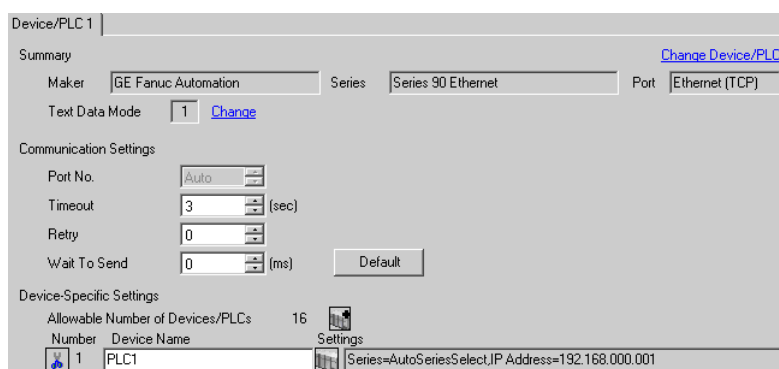 Device/PLC 1
Summary Change Device/PLC
Maker GE Fanuc Automation Series Series 90 Ethernet Port Ethernet (TCP)
Text Data Mode 1 Change
Communication Settings
Port No. Auto
Timeout 3 (sec)
Retry 0
Wait To Send 0 (ms) Default
Device-Specific Settings
Allowable Number of Devices/PLCs 16
Number Device Name Settings
1 PLC1 Series=AutoSeriesSelect,IP Address=192.168.000.001